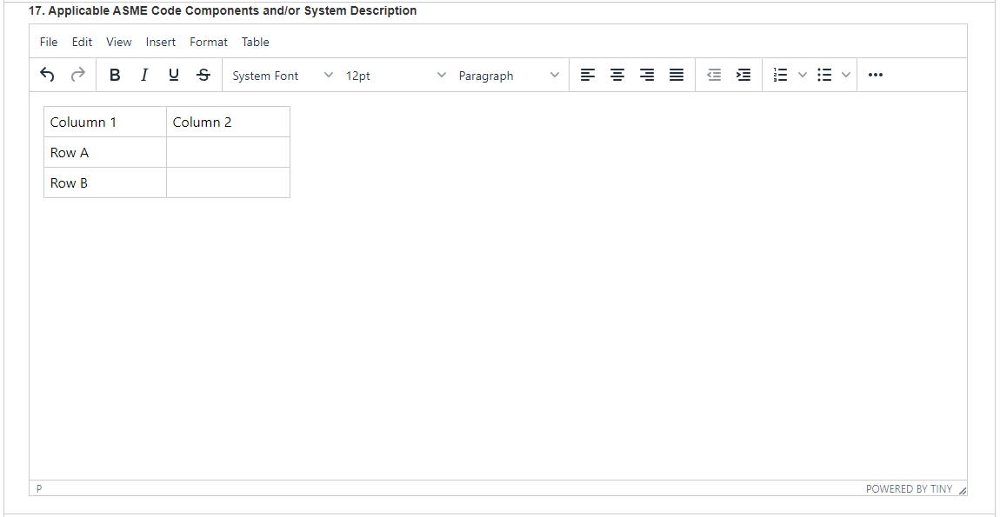 17. Applicable ASME Code Components and/or System Description
File Edit View Insert Format Table
B I U S System Font 12pt Paragraph
Coluumn 1 Column 2
Row A
Row B
P POWERED BY TINY